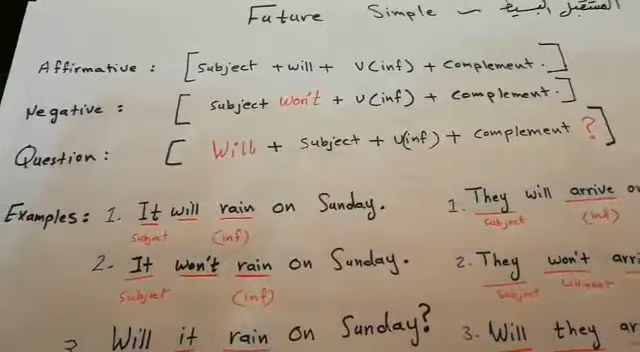 Future Simple ~ المستقبل البسيط
Affirmative : [subject + will + v(inf) + complement.]
Negative : [subject won't + v(inf) + complement.]
Question : [Will + subject + v(inf) + complement ?]
Examples: 1. It will rain on Sunday.
subject (inf)
2- It won't rain on Sunday.
subject (inf)
Will it rain on Sunday?
1. They will arrive
subject (inf)
2. They won't
subject
3. Will they